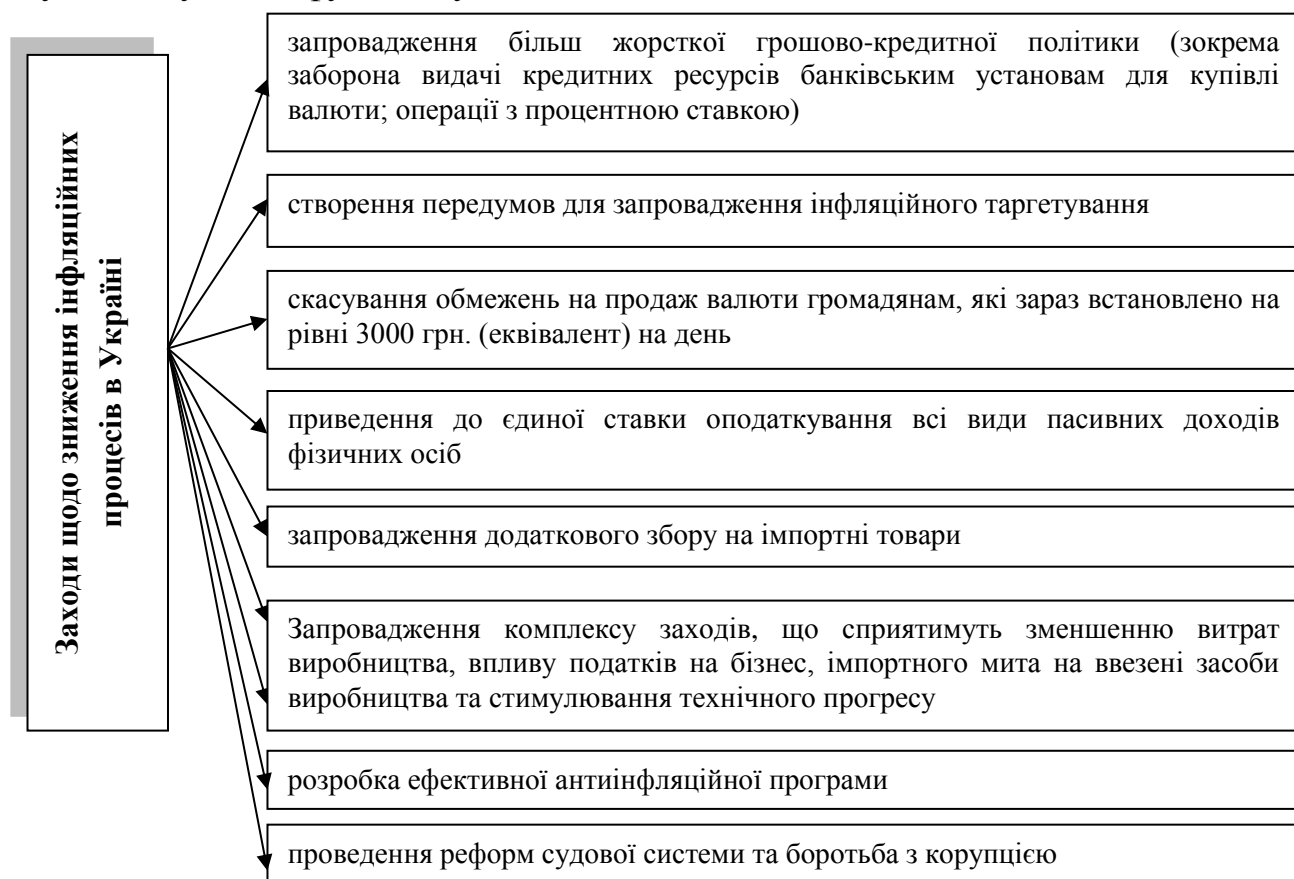 Заходи щодо зниження інфляційних
процесів в Україні
запровадження більш жорсткої грошово-кредитної політики (зокрема
заборона видачі кредитних ресурсів банківським установам для купівлі
валюти; операції з процентною ставкою)
створення передумов для запровадження інфляційного таргетування
скасування обмежень на продаж валюти громадянам, які зараз встановлено на
рівні 3000 грн. (еквівалент) на день
приведення до єдиної ставки оподаткування всі види пасивних доходів
фізичних осіб
запровадження додаткового збору на імпортні товари
Запровадження комплексу заходів, що сприятимуть зменшенню витрат
виробництва, впливу податків на бізнес, імпортного мита на ввезені засоби
виробництва та стимулювання технічного прогресу
розробка ефективної антиінфляційної програми
проведення реформ судової системи та боротьба з корупцією